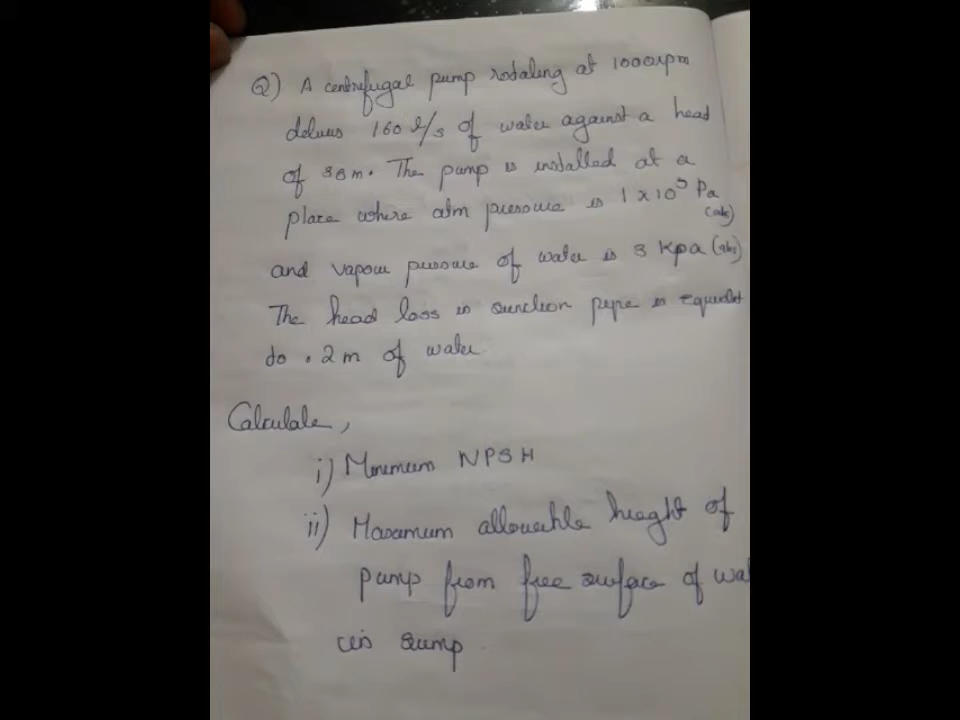 Q) A centrifugal pump rotating at 1000rpm
delivers 160 l/s of water against a head
of 30m. The pump is installed at a
place where atm pressure is 1 x 10⁵ Pa
(abs)
and vapour pressure of water is 3 Kpa (abs)
The head loss in suction pipe is equivalent
to .2m of water
Calculate,
i) Minimum NPSH
ii) Maximum allowable height of
pump from free surface of wa
in sump